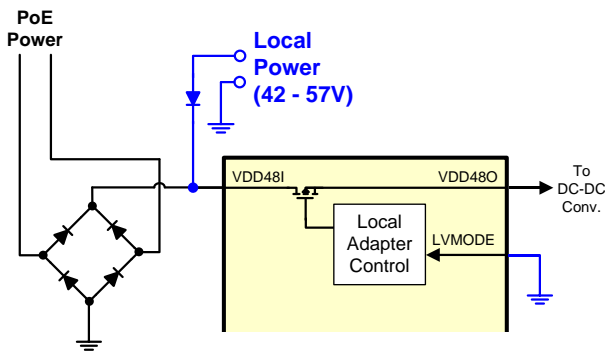 PoE
Power
Local
Power
(42 - 57V)
VDD48I
VDD48O
To
DC-DC
Conv.
Local
Adapter
Control
LVMODE